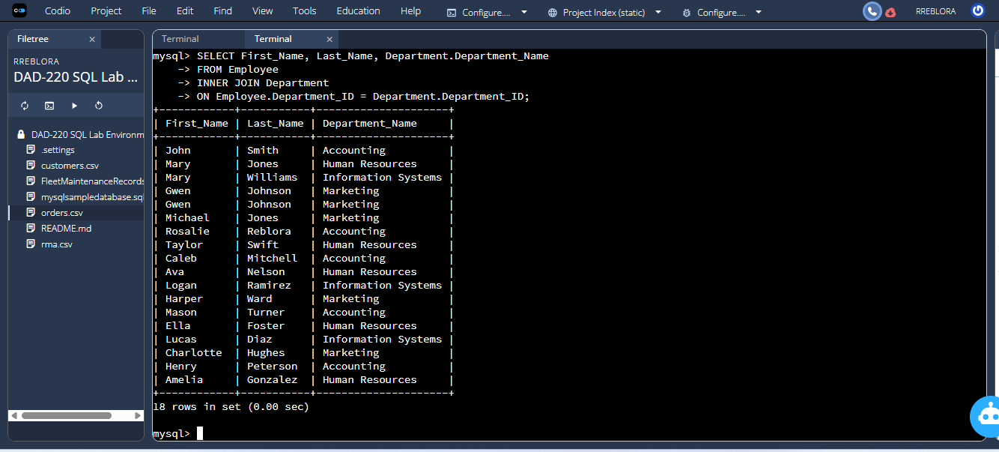 Codio Project File Edit Find View Tools Education Help Configure.... Project Index (static) Configure.... RREBLORA
Filetree ×
RREBLORA
DAD-220 SQL Lab ...
DAD-220 SQL Lab Environm
.settings
customers.csv
FleetMaintenanceRecords
mysqlsampledatabase.sql
orders.csv
README.md
rma.csv
Terminal Terminal ×
mysql> SELECT First_Name, Last_Name, Department.Department_Name
-> FROM Employee
-> INNER JOIN Department
-> ON Employee.Department_ID = Department.Department_ID;
+------------+-----------+---------------------+
| First_Name | Last_Name | Department_Name     |
+------------+-----------+---------------------+
| John       | Smith     | Accounting          |
| Mary       | Jones     | Human Resources     |
| Mary       | Williams  | Information Systems |
| Gwen       | Johnson   | Marketing           |
| Gwen       | Johnson   | Marketing           |
| Michael    | Jones     | Marketing           |
| Rosalie    | Reblora   | Accounting          |
| Taylor     | Swift     | Human Resources     |
| Caleb      | Mitchell  | Accounting          |
| Ava        | Nelson    | Human Resources     |
| Logan      | Ramirez   | Information Systems |
| Harper     | Ward      | Marketing           |
| Mason      | Turner    | Accounting          |
| Ella       | Foster    | Human Resources     |
| Lucas      | Diaz      | Information Systems |
| Charlotte  | Hughes    | Marketing           |
| Henry      | Peterson  | Accounting          |
| Amelia     | Gonzalez  | Human Resources     |
+------------+-----------+---------------------+
18 rows in set (0.00 sec)
mysql>